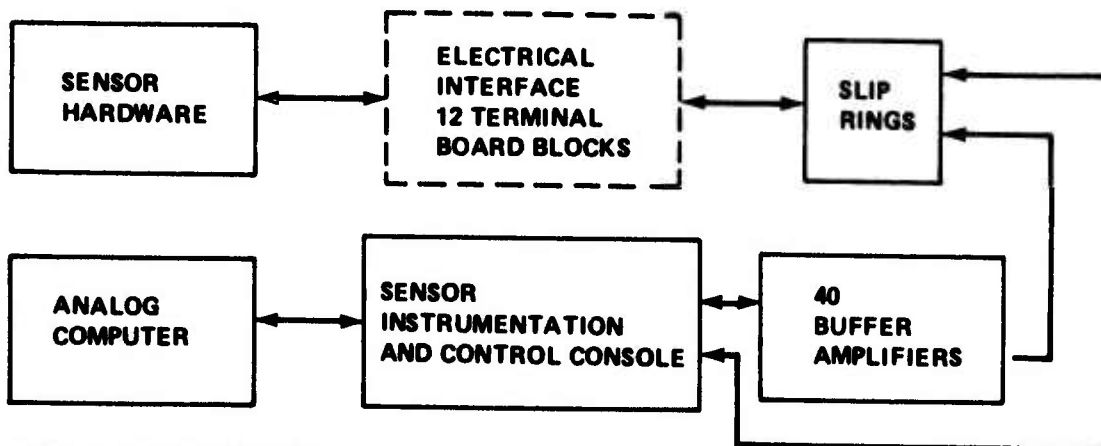 SENSOR
HARDWARE
ELECTRICAL
INTERFACE
12 TERMINAL
BOARD BLOCKS
SLIP
RINGS
ANALOG
COMPUTER
SENSOR
INSTRUMENTATION
AND CONTROL CONSOLE
40
BUFFER
AMPLIFIERS